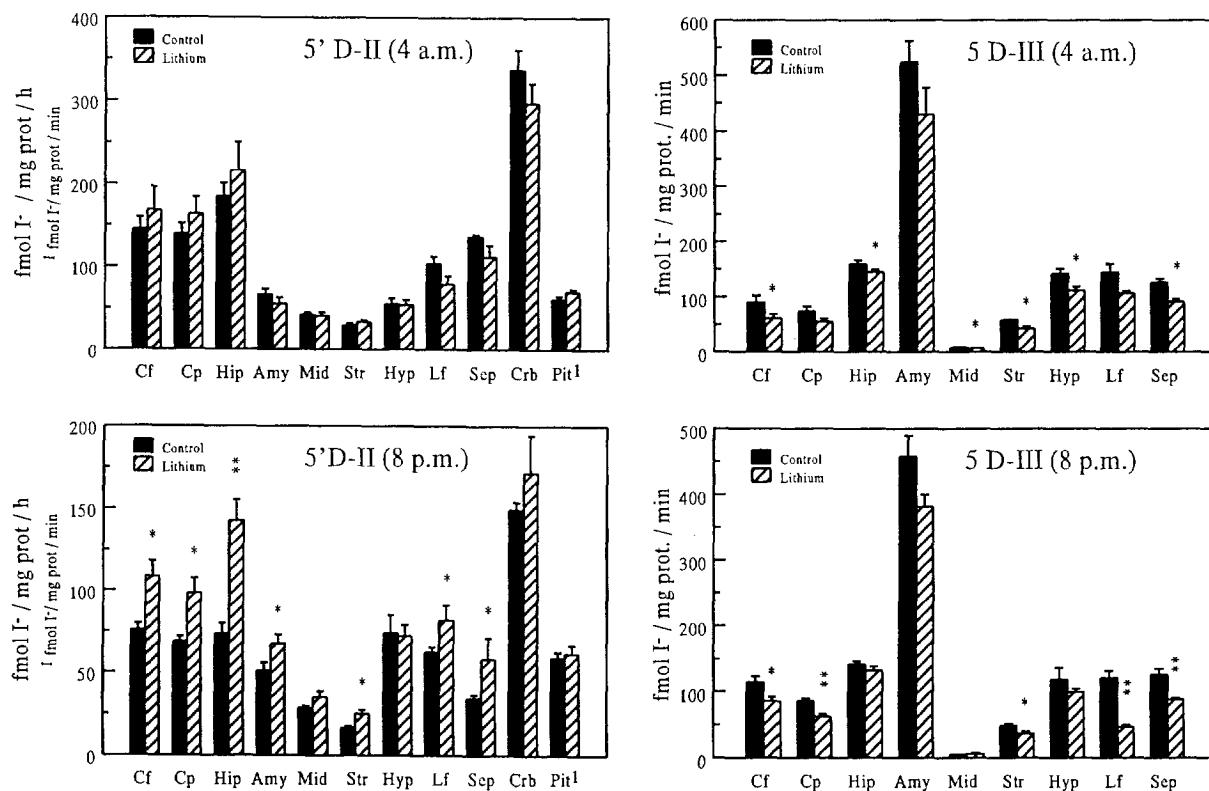 400
300
200
100
0
Control
Lithium
5' D-II (4 a.m.)
fmol I- / mg prot / h
1 fmol I-/ mg prot / min
Cf Cp Hip Amy Mid Str Hyp Lf Sep Crb Pit1
600
500
400
300
200
150
100
50
0
Control
Lithium
5 D-III (4 a.m.)
fmol I- / mg prot. / min
* * * * * *
Cf Cp Hip Amy Mid Str Hyp Lf Sep
200
150
100
50
0
Control
Lithium
5'D-II (8 p.m.)
fmol I- / mg prot / h
1 fmol I-/ mg prot / min
* * ** * * * *
Cf Cp Hip Amy Mid Str Hyp Lf Sep Crb Pit1
500
400
300
200
100
0
Control
Lithium
5 D-III (8 p.m.)
fmol I- / mg prot. / min
* ** * ** **
Cf Cp Hip Amy Mid Str Hyp Lf Sep